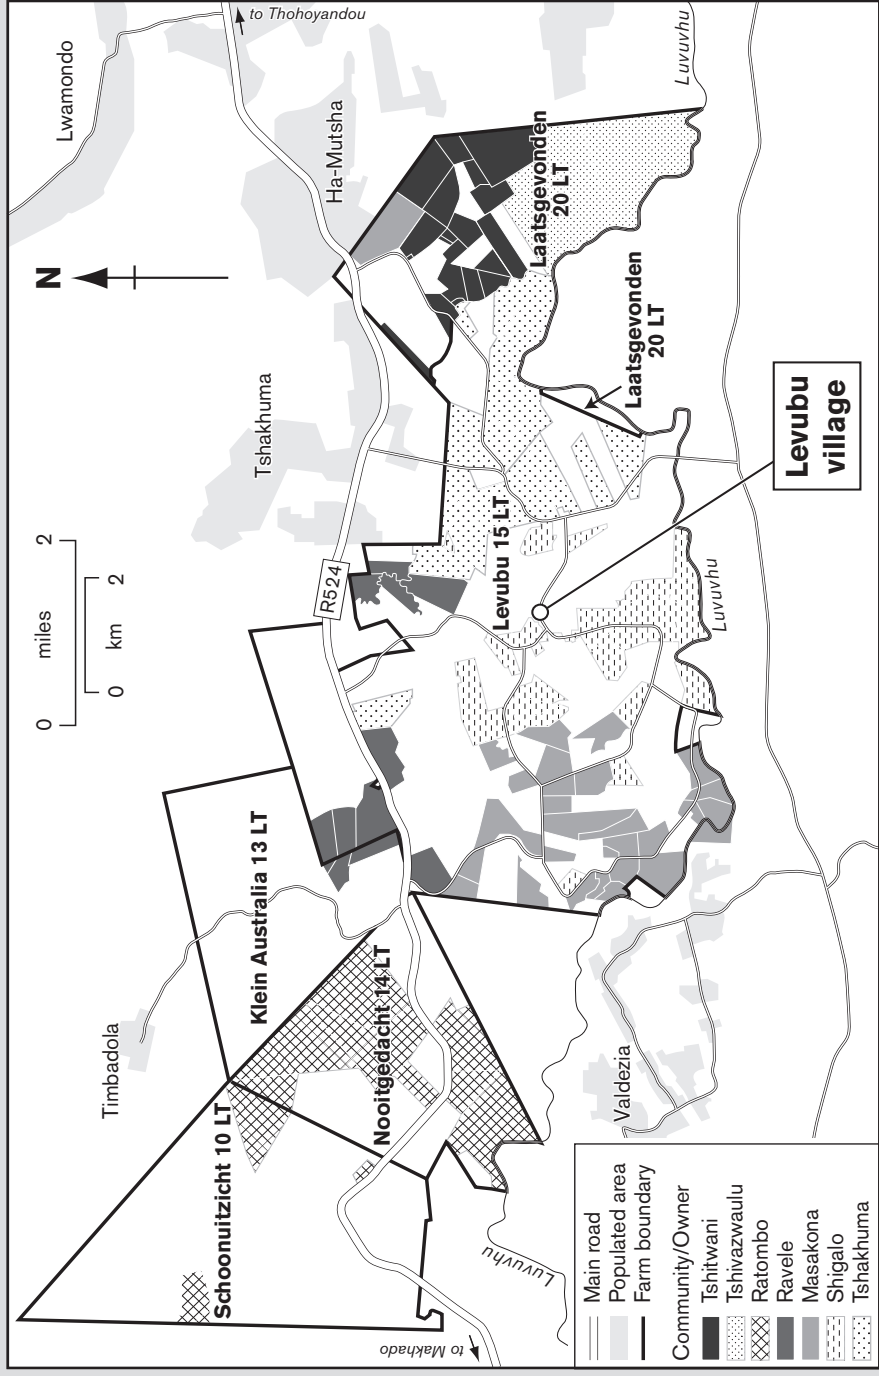 to Thohoyandou
Lwamondo
Ha-Mutsha
Luvuvhu
N
Laatsgevonden
20 LT
Tshakhuma
Laatsgevonden
20 LT
Levubu
village
miles
0
2
km
0
2
R524
Levubu 15 LT
Luvuvhu
Klein Australia 13 LT
Timbadola
Nooitgedacht 14 LT
Schoonuitzicht 10 LT
Valdezia
Luvuvhu
to Makhado
Main road
Populated area
Farm boundary
Community/Owner
Tshitwani
Tshivazwaulu
Ratombo
Ravele
Masakona
Shigalo
Tshakhuma